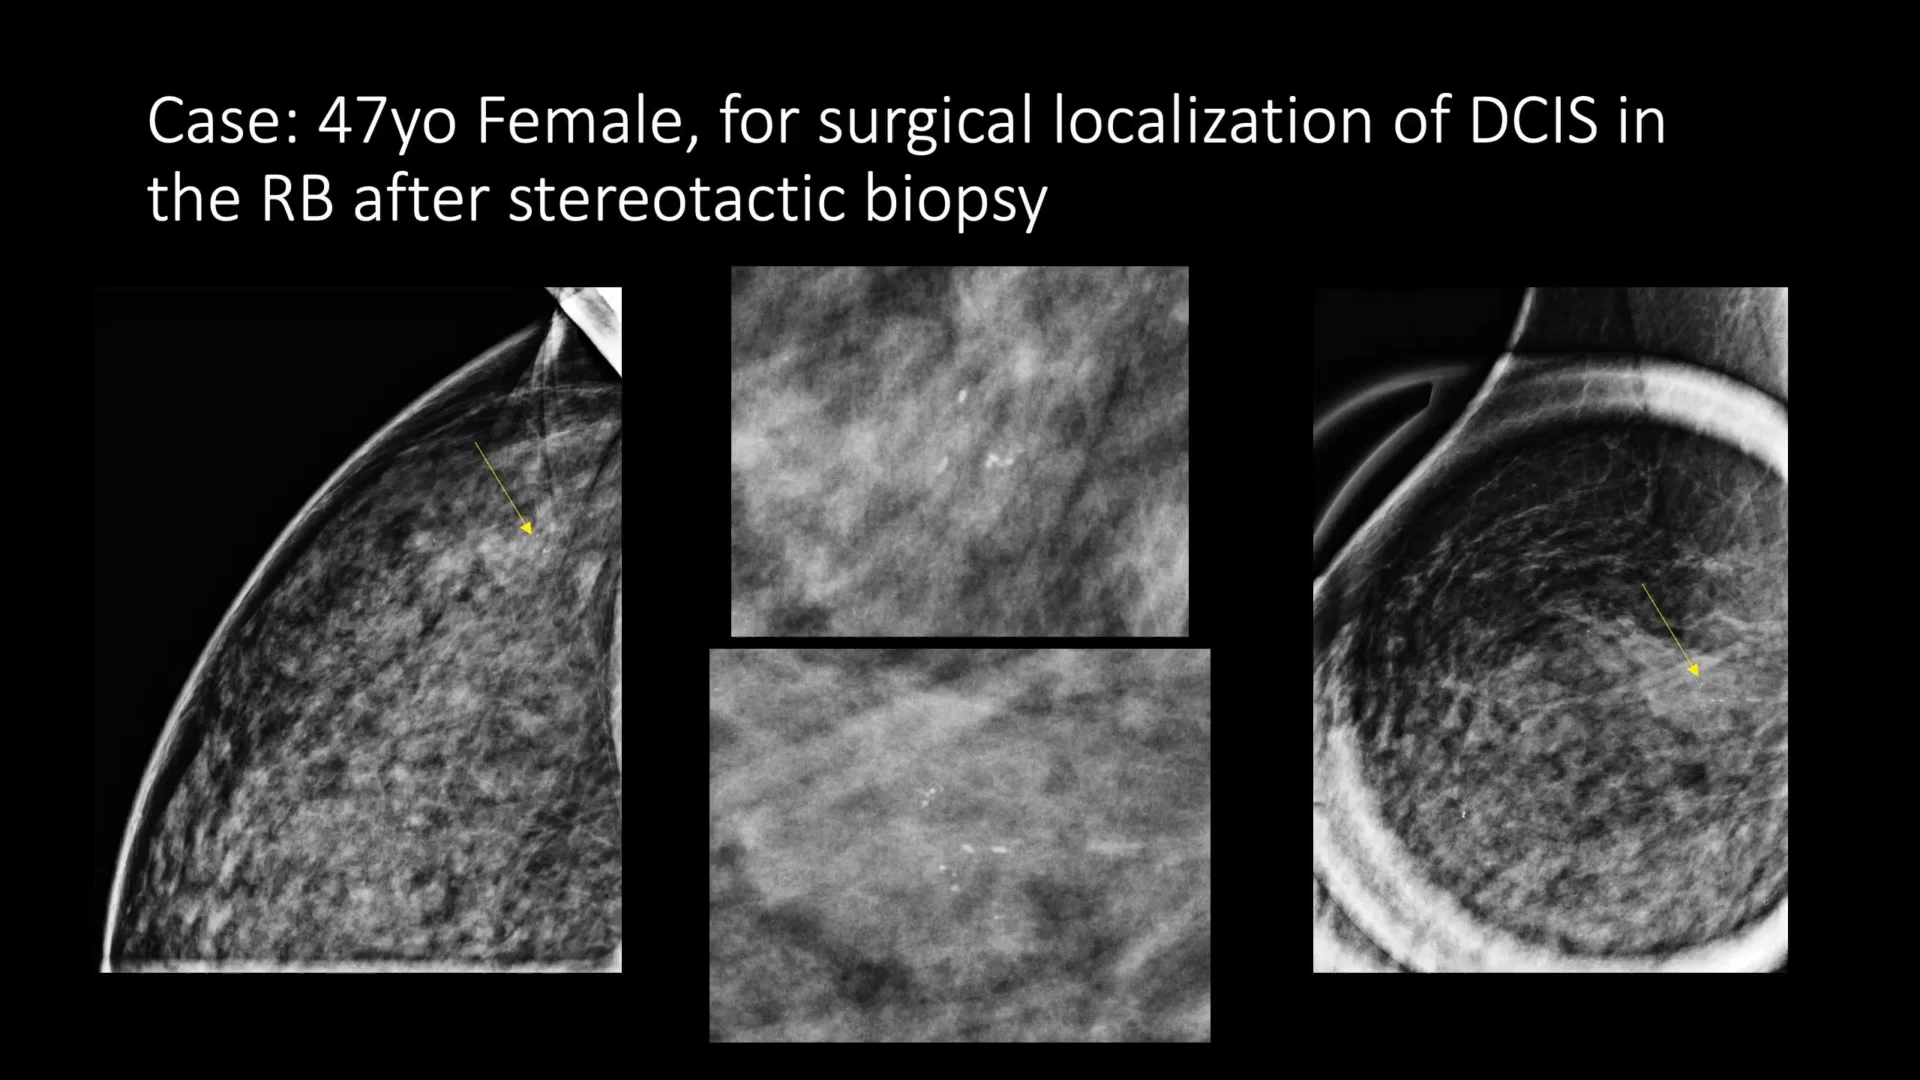 Case: 47yo Female, for surgical localization of DCIS in
the RB after stereotactic biopsy